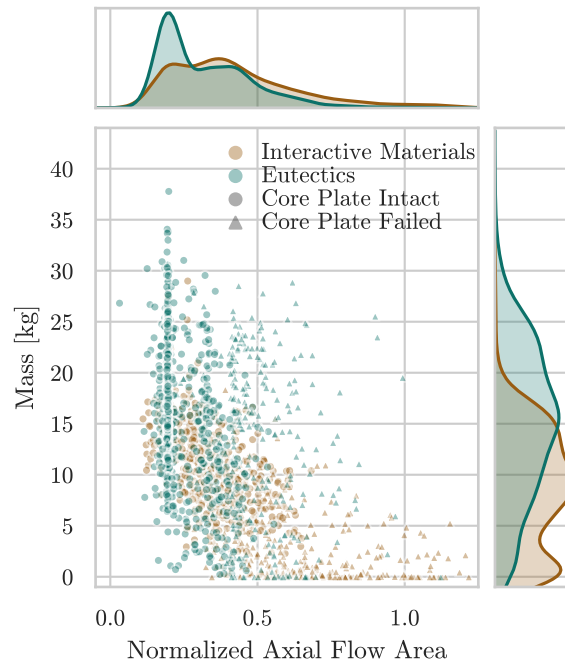 Interactive Materials
Eutectics
Core Plate Intact
Core Plate Failed
40
35
30
25
20
15
10
5
0
Mass [kg]
0.0 0.5 1.0
Normalized Axial Flow Area